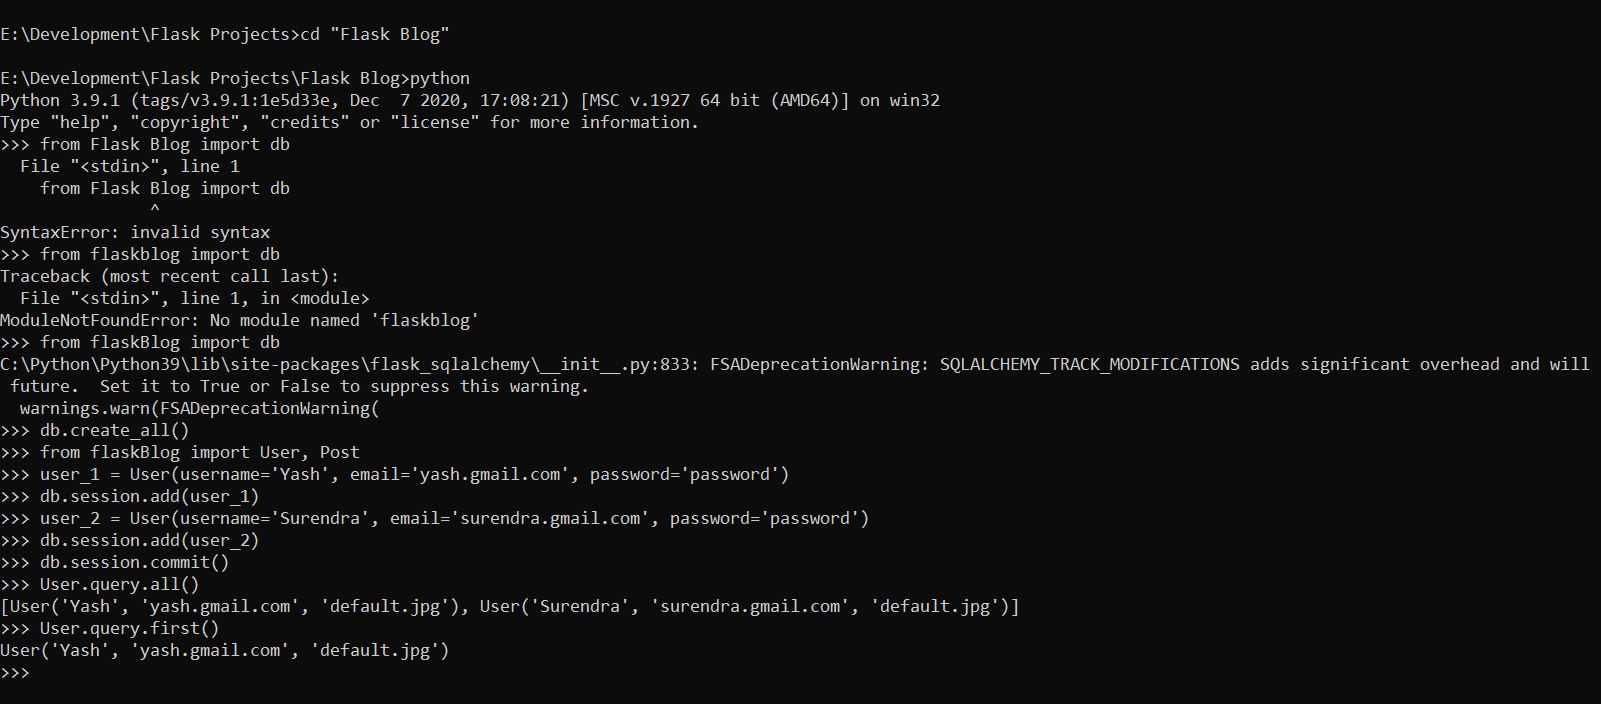 E:\Development\Flask Projects>cd "Flask Blog"
E:\Development\Flask Projects\Flask Blog>python
Python 3.9.1 (tags/v3.9.1:1e5d33e, Dec  7 2020, 17:08:21) [MSC v.1927 64 bit (AMD64)] on win32
Type "help", "copyright", "credits" or "license" for more information.
>>> from Flask Blog import db
  File "<stdin>", line 1
    from Flask Blog import db
               ^
SyntaxError: invalid syntax
>>> from flaskblog import db
Traceback (most recent call last):
  File "<stdin>", line 1, in <module>
ModuleNotFoundError: No module named 'flaskblog'
>>> from flaskBlog import db
C:\Python\Python39\lib\site-packages\flask_sqlalchemy\__init__.py:833: FSADeprecationWarning: SQLALCHEMY_TRACK_MODIFICATIONS adds significant overhead and will
 future.  Set it to True or False to suppress this warning.
  warnings.warn(FSADeprecationWarning(
>>> db.create_all()
>>> from flaskBlog import User, Post
>>> user_1 = User(username='Yash', email='yash.gmail.com', password='password')
>>> db.session.add(user_1)
>>> user_2 = User(username='Surendra', email='surendra.gmail.com', password='password')
>>> db.session.add(user_2)
>>> db.session.commit()
>>> User.query.all()
[User('Yash', 'yash.gmail.com', 'default.jpg'), User('Surendra', 'surendra.gmail.com', 'default.jpg')]
>>> User.query.first()
User('Yash', 'yash.gmail.com', 'default.jpg')
>>>